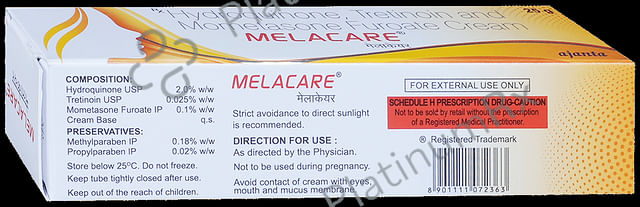 Hydroquinone, Tretinoin and
Mometasone Furoate Cream
25 g
MELACARE®
मेलाकेयर
ajanta
MELACARE
COMPOSITION:
Hydroquinone USP 2.0% w/w
Tretinoin USP 0.025% w/w
Mometasone Furoate IP 0.1% w/w
Cream Base q.s.
PRESERVATIVES:
Methylparaben IP 0.18% w/w
Propylparaben IP 0.02% w/w
Store below 25°C. Do not freeze.
Keep tube tightly closed after use.
Keep out of the reach of children.
MELACARE®
मेलाकेयर
Strict avoidance to direct sunlight
is recommended.
DIRECTION FOR USE :
As directed by the Physician.
Not to be used during pregnancy.
Avoid contact of cream with eyes,
mouth and mucus membrane
FOR EXTERNAL USE ONLY
SCHEDULE H PRESCRIPTION DRUG-CAUTION
Not to be sold by retail without the prescription
of a Registered Medical Practitioner.
® Registered Trademark
8 901111 072363
PlatinumRx